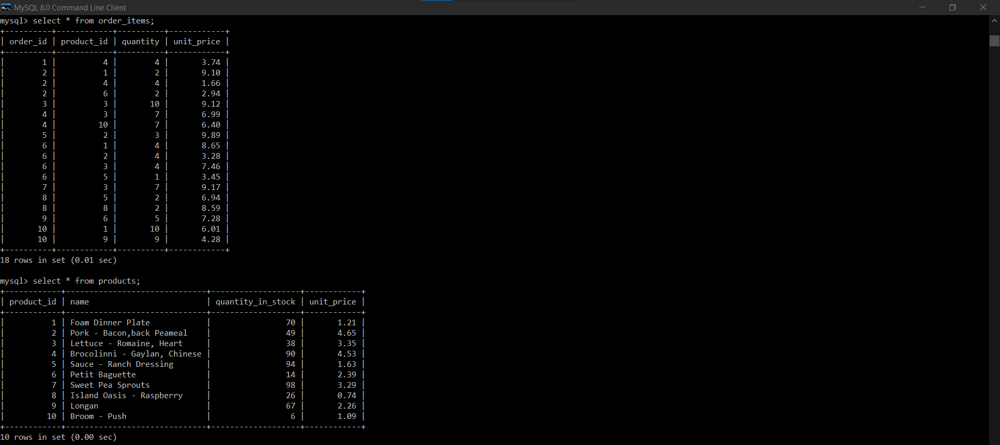 MySQL 8.0 Command Line Client
mysql> select * from order_items;
+----------+------------+----------+------------+
| order_id | product_id | quantity | unit_price |
+----------+------------+----------+------------+
|        1 |          4 |        4 |       3.74 |
|        2 |          1 |        2 |       9.10 |
|        2 |          4 |        4 |       1.66 |
|        2 |          6 |        2 |       2.94 |
|        3 |          3 |       10 |       9.12 |
|        4 |          3 |        7 |       6.99 |
|        4 |         10 |        7 |       6.40 |
|        5 |          2 |        3 |       9.89 |
|        6 |          1 |        4 |       8.65 |
|        6 |          2 |        4 |       3.28 |
|        6 |          3 |        4 |       7.46 |
|        6 |          5 |        1 |       3.45 |
|        7 |          3 |        7 |       9.17 |
|        8 |          5 |        2 |       6.94 |
|        8 |          8 |        2 |       8.59 |
|        9 |          6 |        5 |       7.28 |
|       10 |          1 |       10 |       6.01 |
|       10 |          9 |        9 |       4.28 |
+----------+------------+----------+------------+
18 rows in set (0.01 sec)
mysql> select * from products;
+------------+------------------------------+-------------------+------------+
| product_id | name                         | quantity_in_stock | unit_price |
+------------+------------------------------+-------------------+------------+
|          1 | Foam Dinner Plate            |                70 |       1.21 |
|          2 | Pork - Bacon,back Peameal    |                49 |       4.65 |
|          3 | Lettuce - Romaine, Heart     |                38 |       3.35 |
|          4 | Brocolinni - Gaylan, Chinese |                90 |       4.53 |
|          5 | Sauce - Ranch Dressing       |                94 |       1.63 |
|          6 | Petit Baguette               |                14 |       2.39 |
|          7 | Sweet Pea Sprouts            |                98 |       3.29 |
|          8 | Island Oasis - Raspberry     |                26 |       0.74 |
|          9 | Longan                       |                67 |       2.26 |
|         10 | Broom - Push                 |                 6 |       1.09 |
+------------+------------------------------+-------------------+------------+
10 rows in set (0.00 sec)